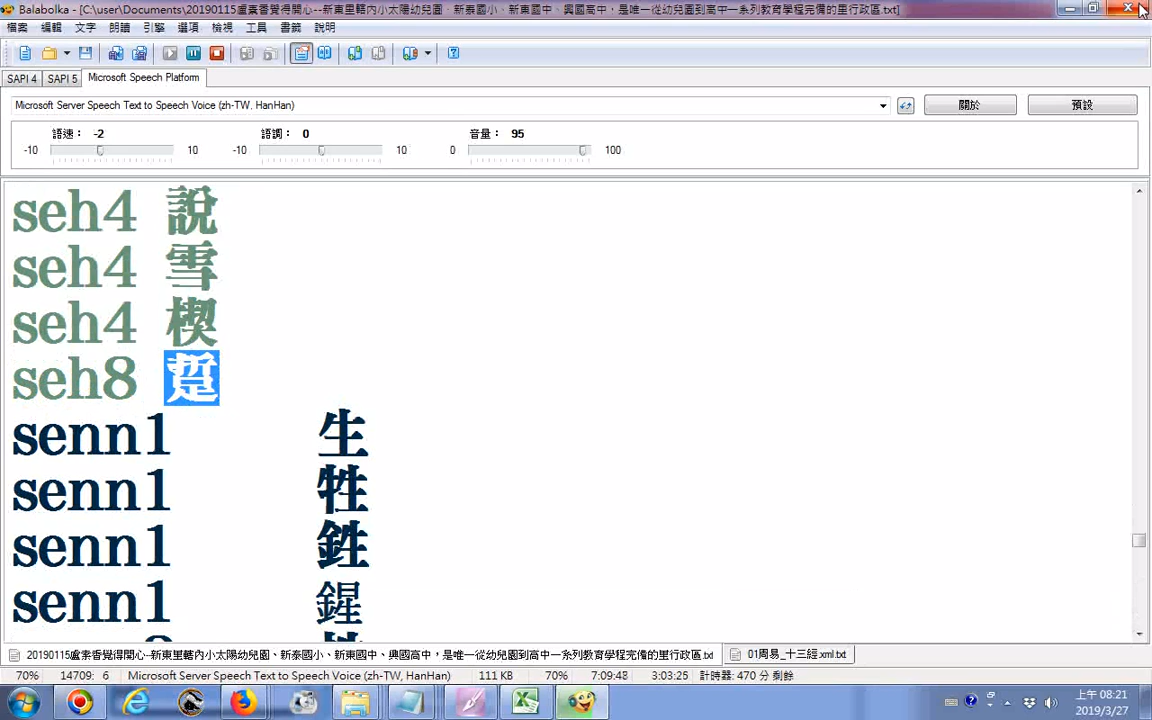 Balabolka - [C:\user\Documents\20190115盧素香覺得開心--新東里轄內小太陽幼兒園、新泰國小、新東國中、興國高中，是唯一從幼兒園到高中一系列教育學程完備的里行政區.txt]
檔案 編輯 文字 朗讀 引擎 選項 檢視 工具 書籤 說明
SAPI 4 SAPI 5 Microsoft Speech Platform
Microsoft Server Speech Text to Speech Voice (zh-TW, HanHan) 關於 預設
語速： -2 語調： 0 音量： 95
-10 10 -10 10 0 100
seh4 說
seh4 雪
seh4 楔
seh8 踅
senn1 生
senn1 牲
senn1 鉎
senn1 鍟
20190115盧素香覺得開心--新東里轄內小太陽幼兒園、新泰國小、新東國中、興國高中，是唯一從幼兒園到高中一系列教育學程完備的里行政區.txt 01周易_十三經.xml.txt
70% 14709: 6 Microsoft Server Speech Text to Speech Voice (zh-TW, HanHan) 111 KB 70% 7:09:48 3:03:25 計時器: 470 分 剩餘
上午 08:21
2019/3/27